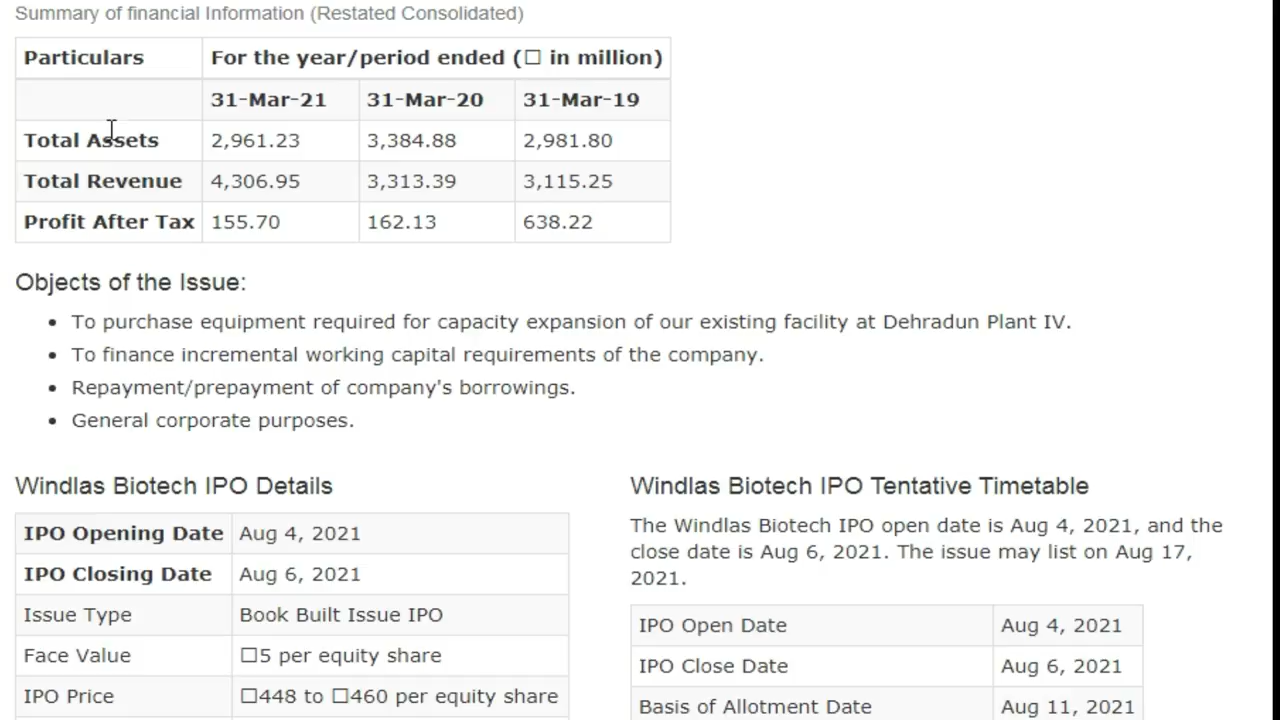 Summary of financial Information (Restated Consolidated)
Particulars For the year/period ended (☐ in million)
31-Mar-21 31-Mar-20 31-Mar-19
Total Assets 2,961.23 3,384.88 2,981.80
Total Revenue 4,306.95 3,313.39 3,115.25
Profit After Tax 155.70 162.13 638.22
Objects of the Issue:
• To purchase equipment required for capacity expansion of our existing facility at Dehradun Plant IV.
• To finance incremental working capital requirements of the company.
• Repayment/prepayment of company's borrowings.
• General corporate purposes.
Windlas Biotech IPO Details
IPO Opening Date Aug 4, 2021
IPO Closing Date Aug 6, 2021
Issue Type Book Built Issue IPO
Face Value ☐5 per equity share
IPO Price ☐448 to ☐460 per equity share
Windlas Biotech IPO Tentative Timetable
The Windlas Biotech IPO open date is Aug 4, 2021, and the
close date is Aug 6, 2021. The issue may list on Aug 17,
2021.
IPO Open Date Aug 4, 2021
IPO Close Date Aug 6, 2021
Basis of Allotment Date Aug 11, 2021